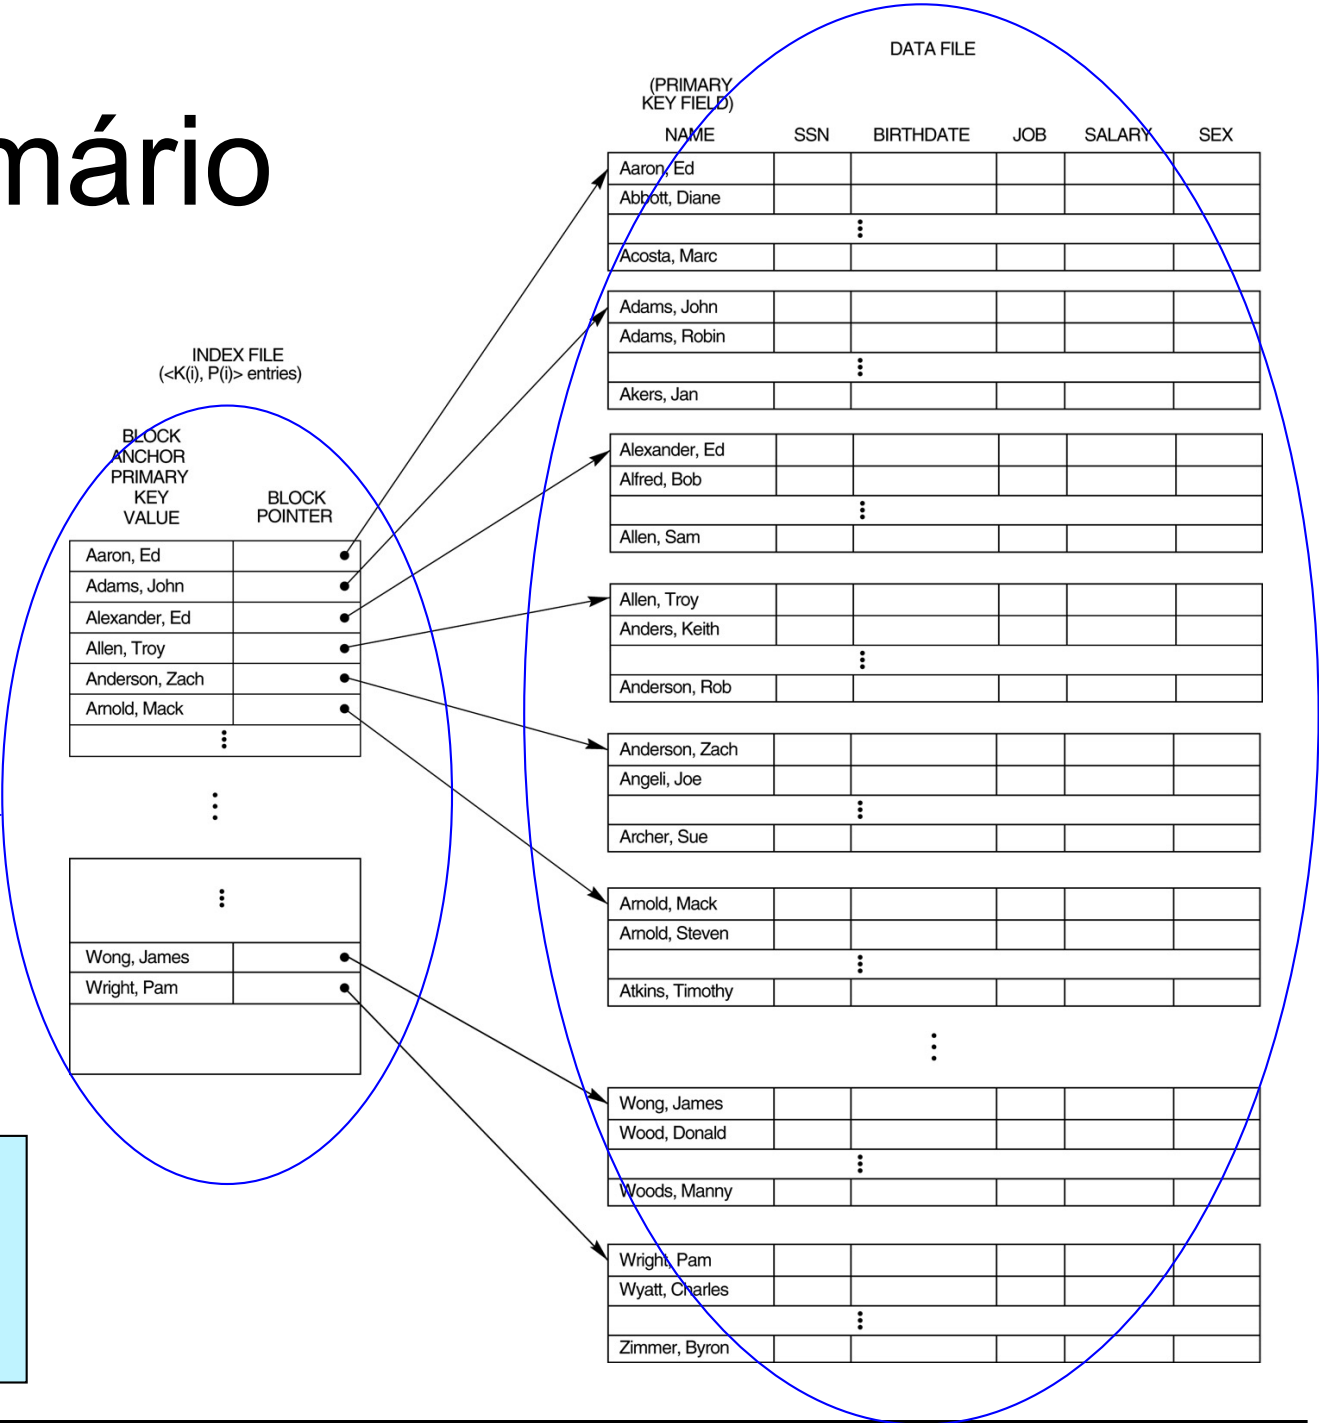 mário
DATA FILE
(PRIMARY
KEY FIELD)
NAME SSN BIRTHDATE JOB SALARY SEX
Aaron, Ed
Abbott, Diane
Acosta, Marc
Adams, John
Adams, Robin
Akers, Jan
Alexander, Ed
Alfred, Bob
Allen, Sam
Allen, Troy
Anders, Keith
Anderson, Rob
Anderson, Zach
Angeli, Joe
Archer, Sue
Arnold, Mack
Arnold, Steven
Atkins, Timothy
Wong, James
Wood, Donald
Woods, Manny
Wright, Pam
Wyatt, Charles
Zimmer, Byron
INDEX FILE
(<K(i), P(i)> entries)
BLOCK
ANCHOR
PRIMARY
KEY
VALUE
BLOCK
POINTER
Aaron, Ed
Adams, John
Alexander, Ed
Allen, Troy
Anderson, Zach
Arnold, Mack
Wong, James
Wright, Pam